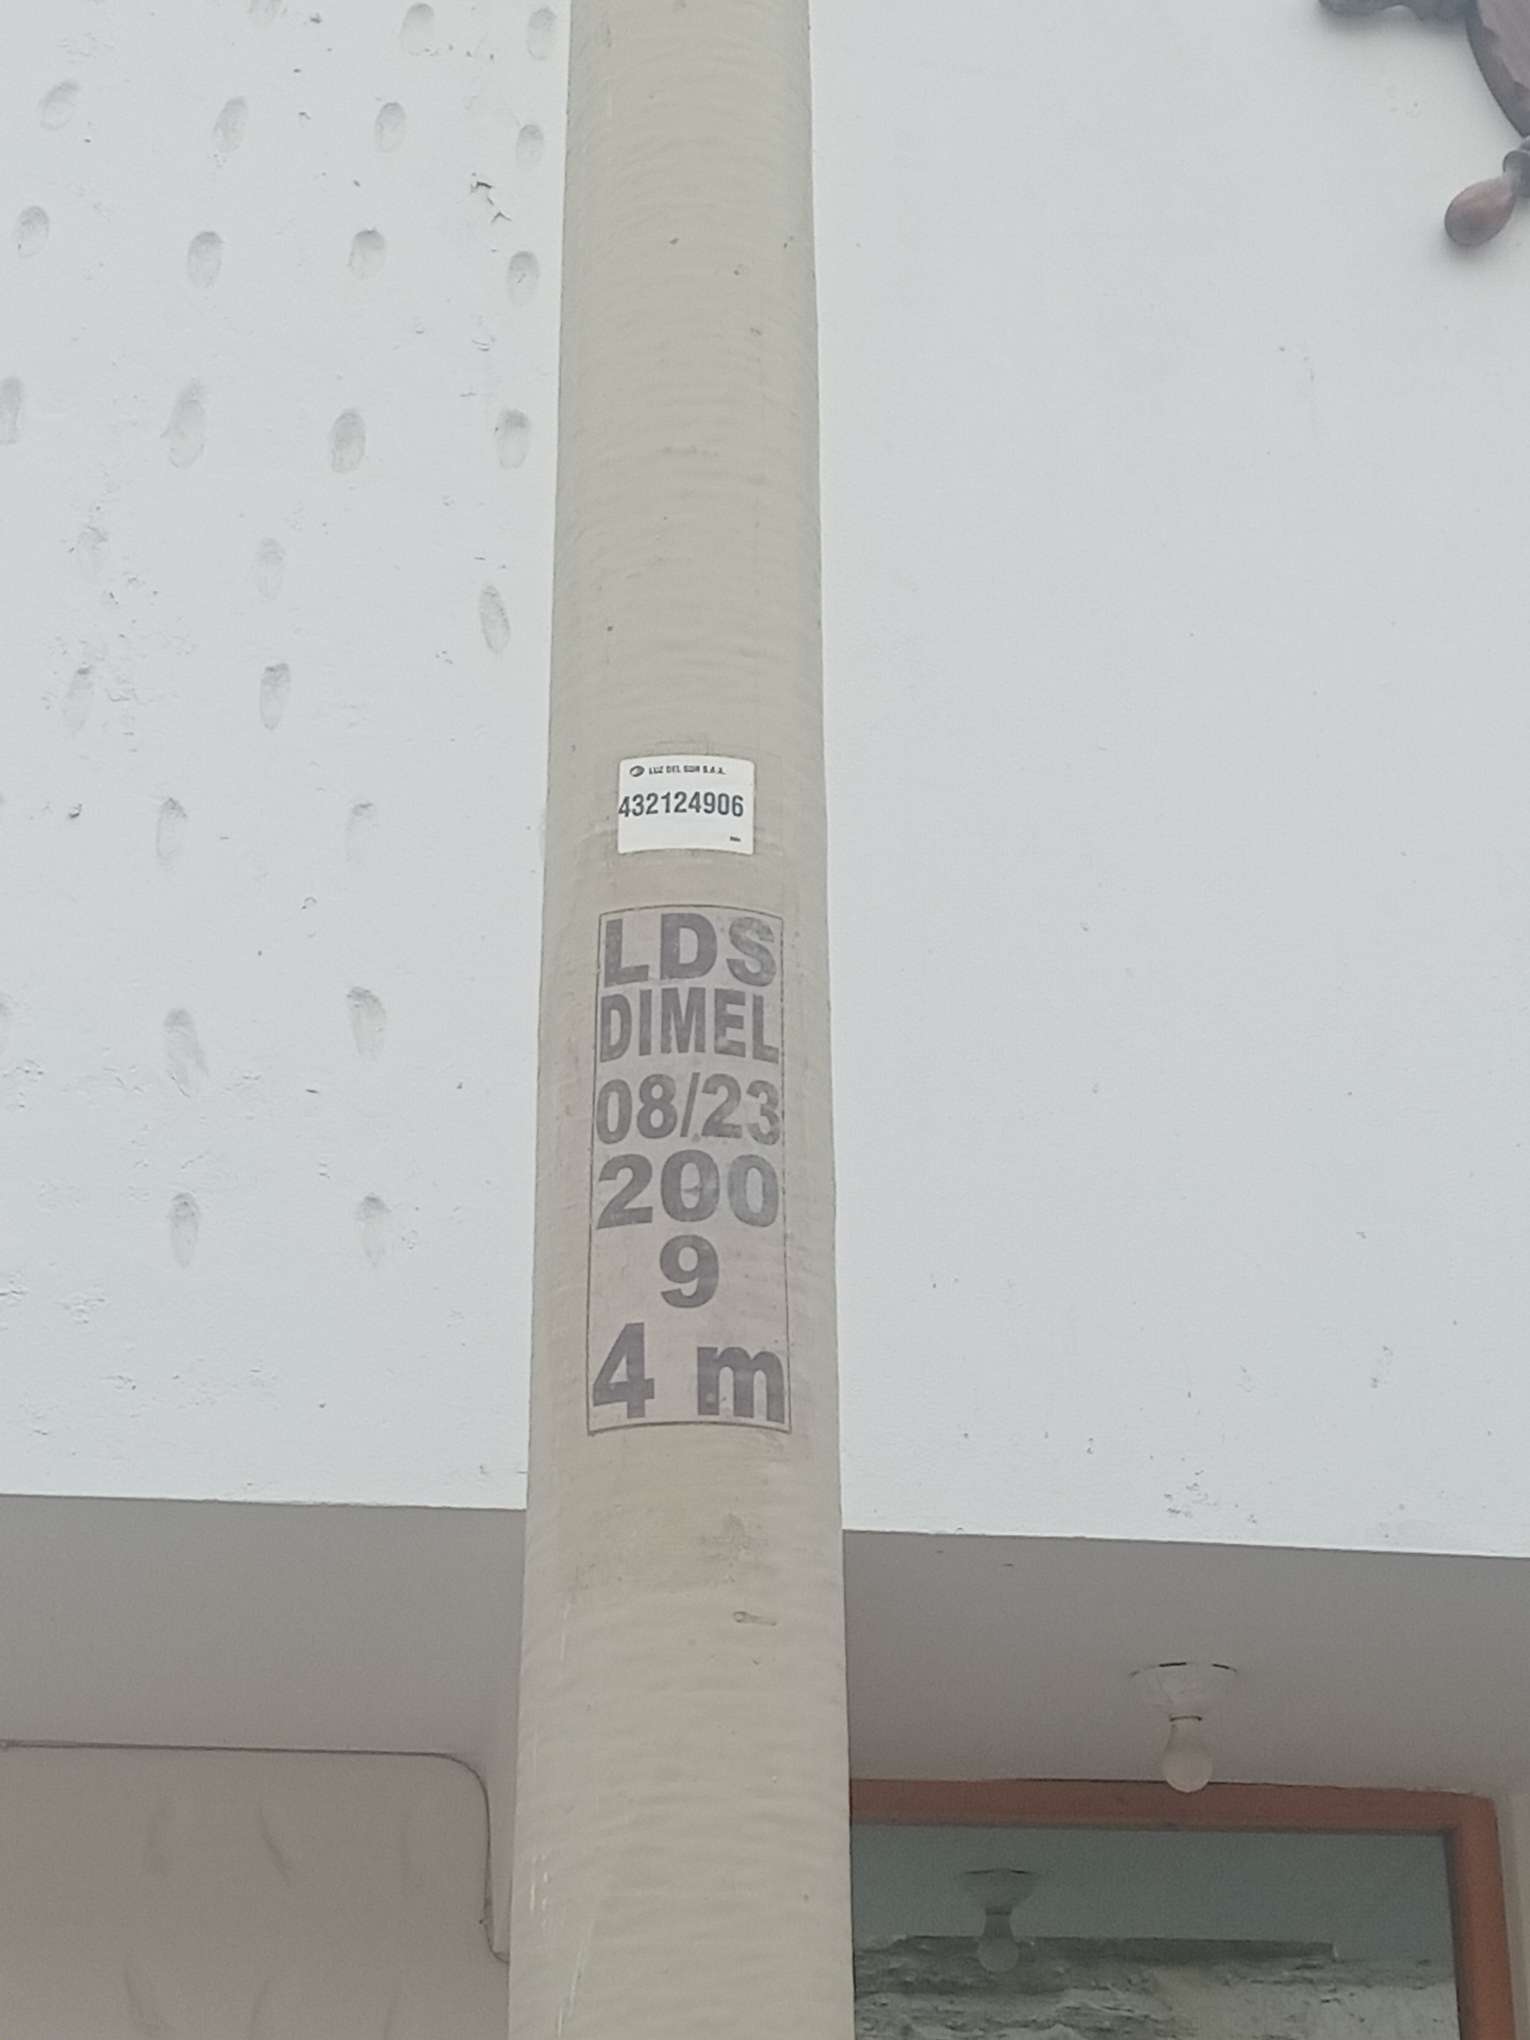 LUZ DEL SUR S.A.A.
432124906
LDS
DIMEL
08/23
200
9
4 m